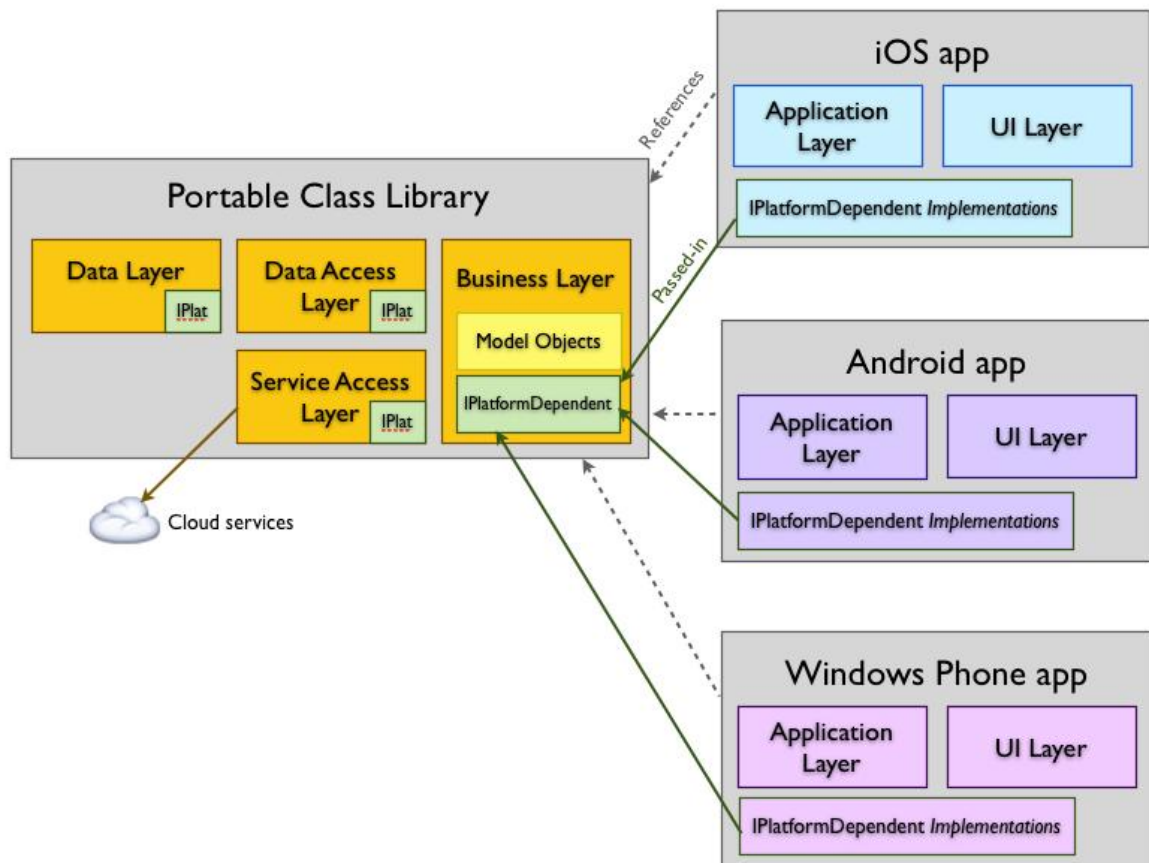 Portable Class Library
Data Layer
IPlat
Data Access
Layer
IPlat
Service Access
Layer
IPlat
Business Layer
Model Objects
IPlatformDependent
Cloud services
References
Passed-in
iOS app
Application
Layer
UI Layer
IPlatformDependent Implementations
Android app
Application
Layer
UI Layer
IPlatformDependent Implementations
Windows Phone app
Application
Layer
UI Layer
IPlatformDependent Implementations